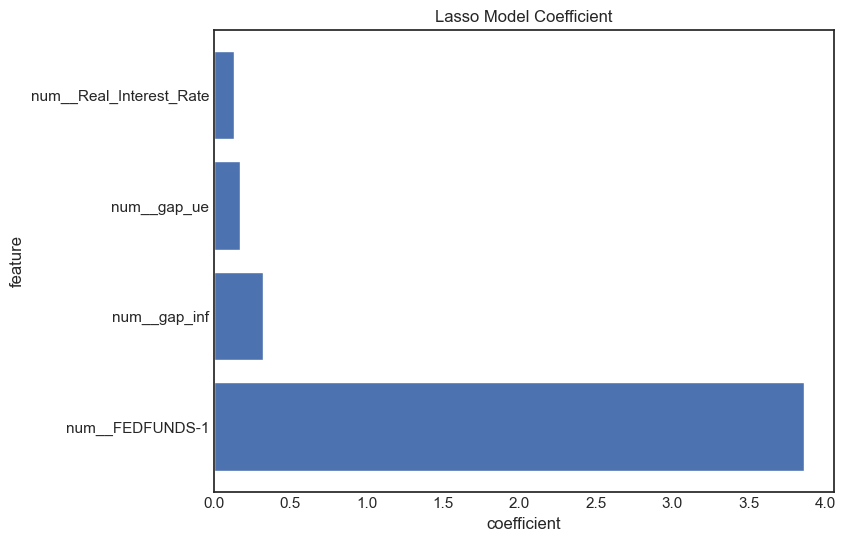 Lasso Model Coefficient
num__Real_Interest_Rate
num__gap_ue
num__gap_inf
num__FEDFUNDS-1
feature
0.0 0.5 1.0 1.5 2.0 2.5 3.0 3.5 4.0
coefficient